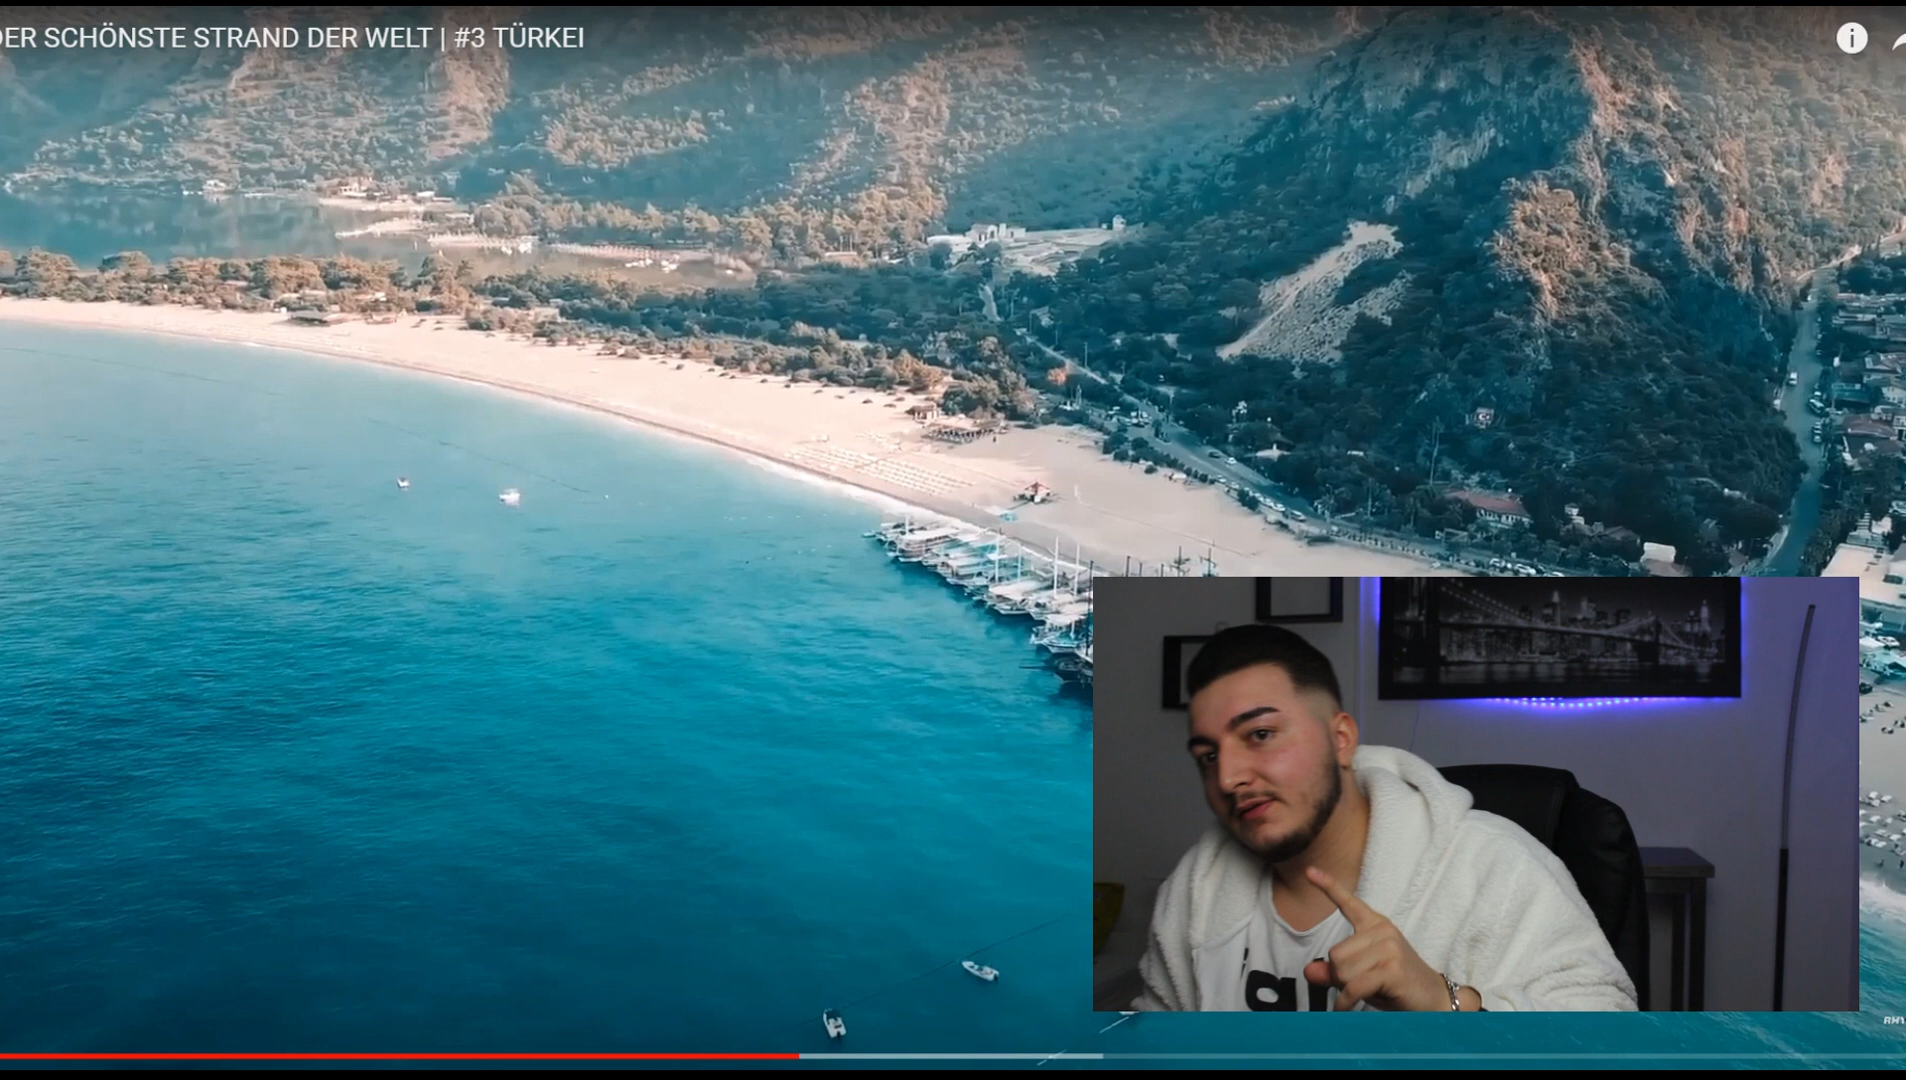 DER SCHÖNSTE STRAND DER WELT | #3 TÜRKEI